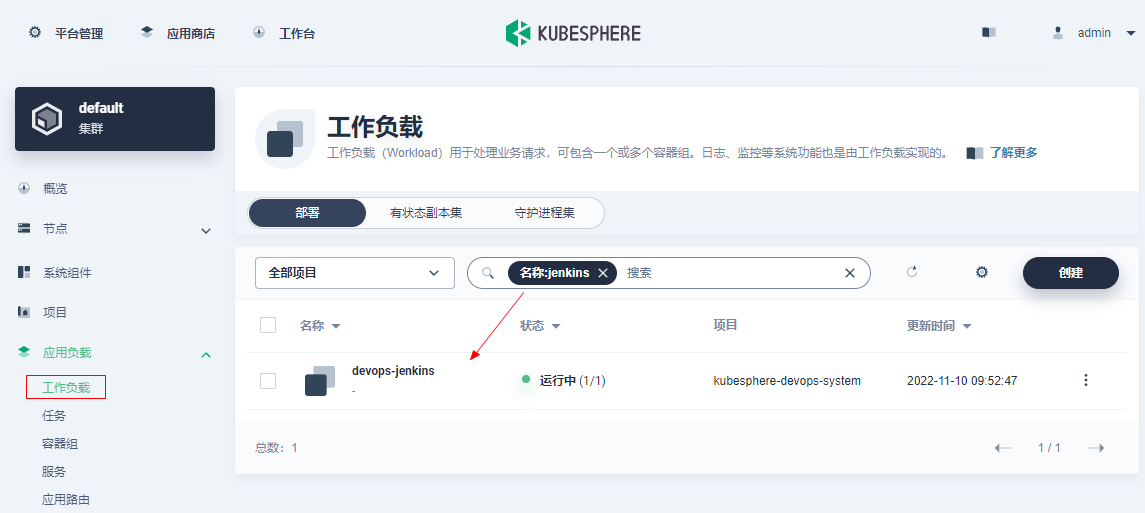 平台管理
应用商店
工作台
KUBESPHERE
admin
default
集群
概览
节点
系统组件
项目
应用负载
工作负载
任务
容器组
服务
应用路由
工作负载
工作负载（Workload）用于处理业务请求，可包含一个或多个容器组。日志、监控等系统功能也是由工作负载实现的。 了解更多
部署 有状态副本集 守护进程集
全部项目 名称:jenkins 搜索 创建
名称 状态 项目 更新时间
devops-jenkins
-
运行中 (1/1) kubesphere-devops-system 2022-11-10 09:52:47
总数：1 1 / 1